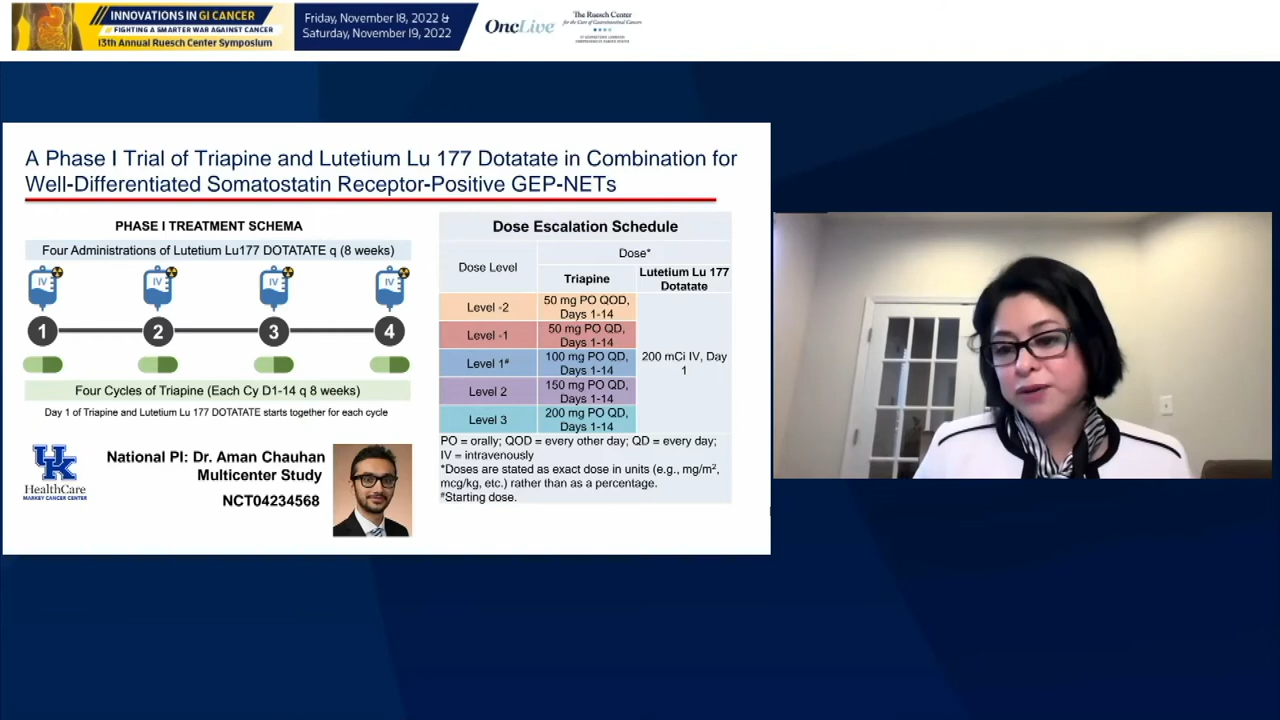 INNOVATIONS IN GI CANCER
FIGHTING A SMARTER WAR AGAINST CANCER
13th Annual Ruesch Center Symposium
Friday, November 18, 2022 &
Saturday, November 19, 2022
OncLive
The Ruesch Center
for the Cure of Gastrointestinal Cancers
A Phase I Trial of Triapine and Lutetium Lu 177 Dotatate in Combination for
Well-Differentiated Somatostatin Receptor-Positive GEP-NETs
PHASE I TREATMENT SCHEMA
Four Administrations of Lutetium Lu177 DOTATATE q (8 weeks)
IV IV IV IV
1 2 3 4
Four Cycles of Triapine (Each Cy D1-14 q 8 weeks)
Day 1 of Triapine and Lutetium Lu 177 DOTATATE starts together for each cycle
UK
HealthCare
MARKEY CANCER CENTER
National PI: Dr. Aman Chauhan
Multicenter Study
NCT04234568
Dose Escalation Schedule
Dose Level
Dose*
Triapine
Lutetium Lu 177
Dotatate
Level -2
50 mg PO QOD,
Days 1-14
Level -1
50 mg PO QD,
Days 1-14
Level 1#
100 mg PO QD,
Days 1-14
200 mCi IV, Day
1
Level 2
150 mg PO QD,
Days 1-14
Level 3
200 mg PO QD,
Days 1-14
PO = orally; QOD = every other day; QD = every day;
IV = intravenously
*Doses are stated as exact dose in units (e.g., mg/m²,
mcg/kg, etc.) rather than as a percentage.
#Starting dose.